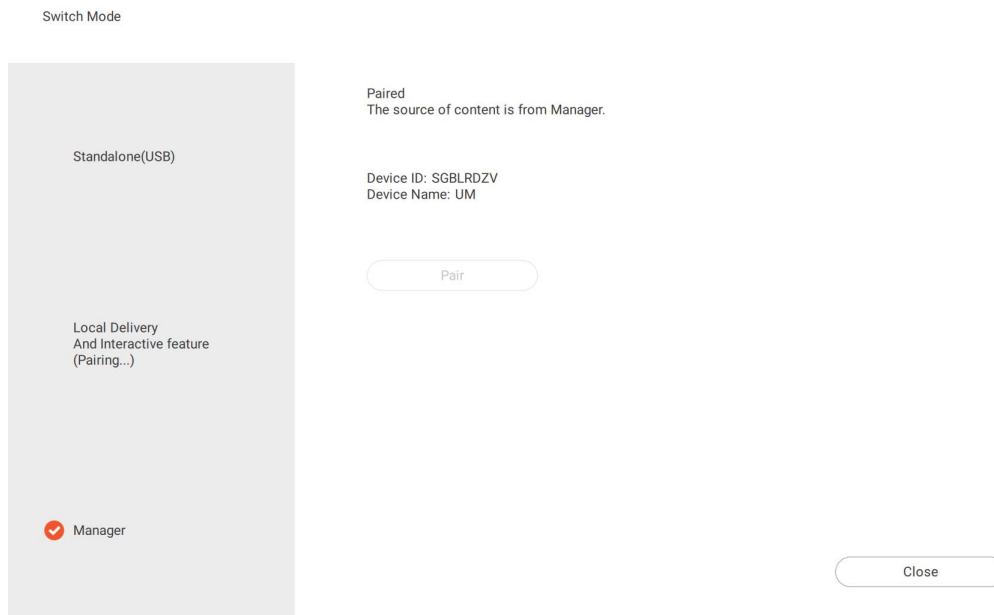 Switch Mode
Standalone(USB)
Local Delivery
And Interactive feature
(Pairing...)
Manager
Paired
The source of content is from Manager.
Device ID: SGBLRDZV
Device Name: UM
Pair
Close